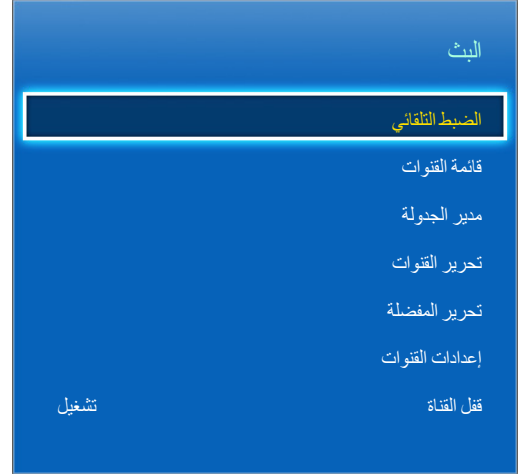 البث
الضبط التلقائي
قائمة القنوات
مدير الجدولة
تحرير القنوات
تحرير المفضلة
إعدادات القنوات
قفل القناة تشغيل